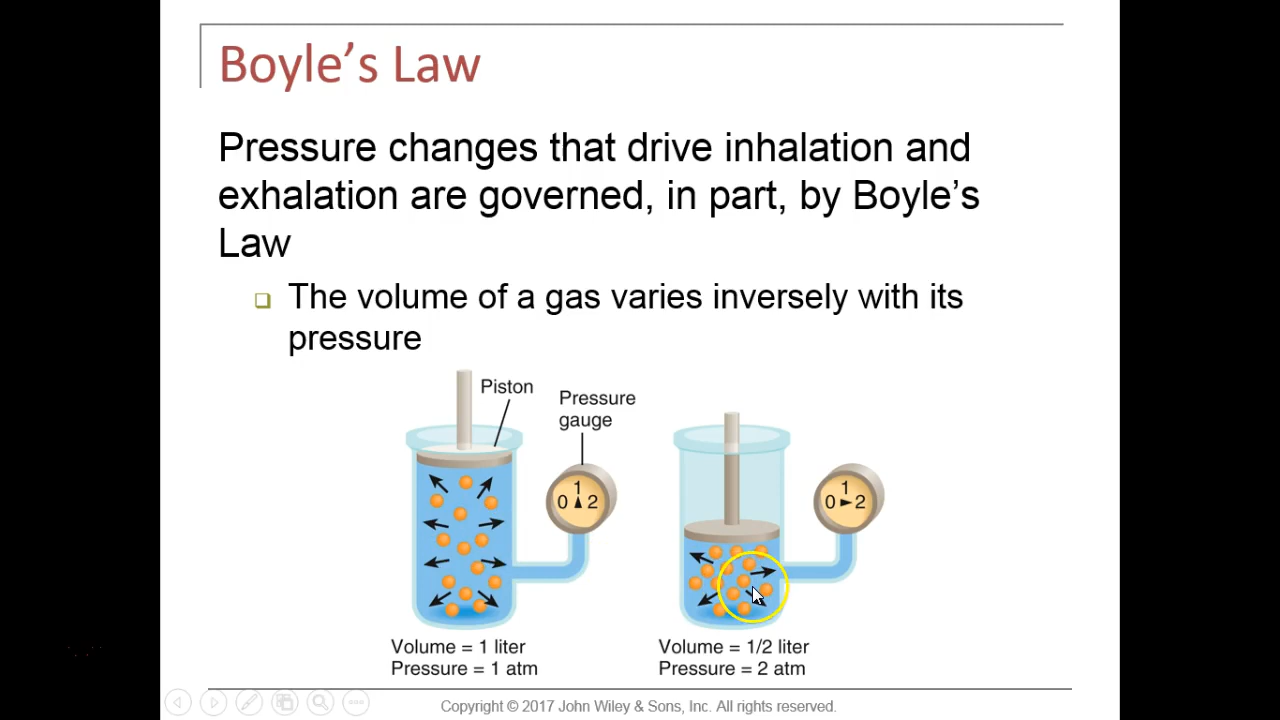 Boyle’s Law
Pressure changes that drive inhalation and
exhalation are governed, in part, by Boyle’s
Law
The volume of a gas varies inversely with its
pressure
Piston
Pressure
gauge
1
0 2
1
0 2
Volume = 1 liter
Pressure = 1 atm
Volume = 1/2 liter
Pressure = 2 atm
Copyright © 2017 John Wiley & Sons, Inc. All rights reserved.